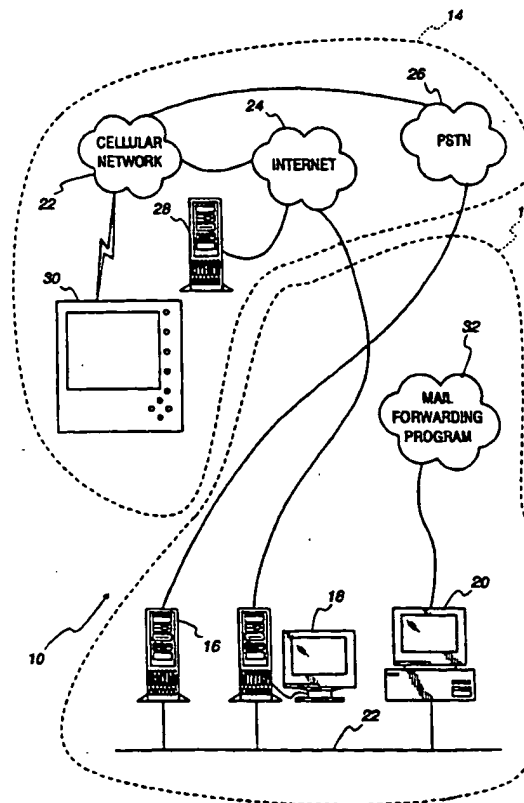 14
26
24
CELLULAR
NETWORK
INTERNET
PSTN
22
28
30
32
MAIL
FORWARDING
PROGRAM
18
20
16
10
22